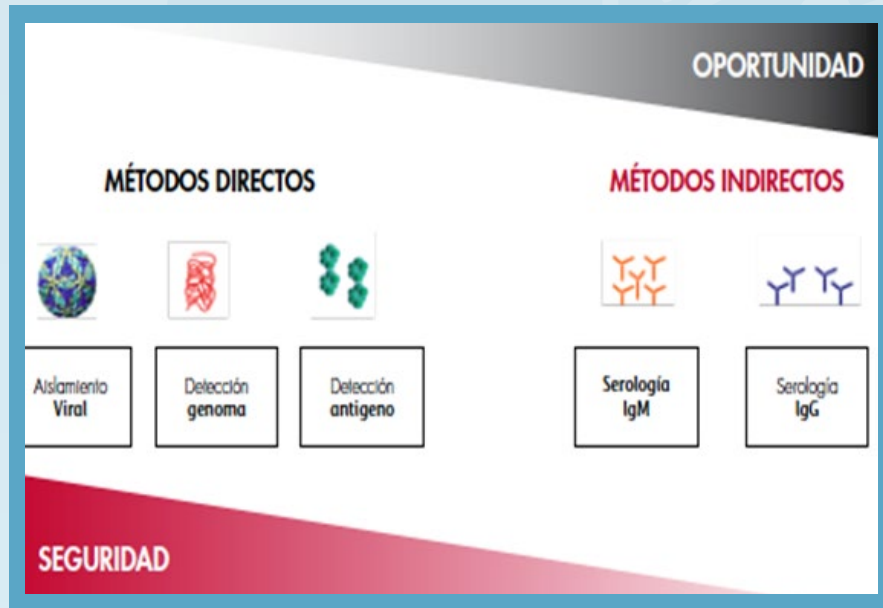 OPORTUNIDAD
MÉTODOS DIRECTOS
MÉTODOS INDIRECTOS
Aislamiento
Viral
Detección
genoma
Detección
antigeno
Serología
IgM
Serología
IgG
SEGURIDAD